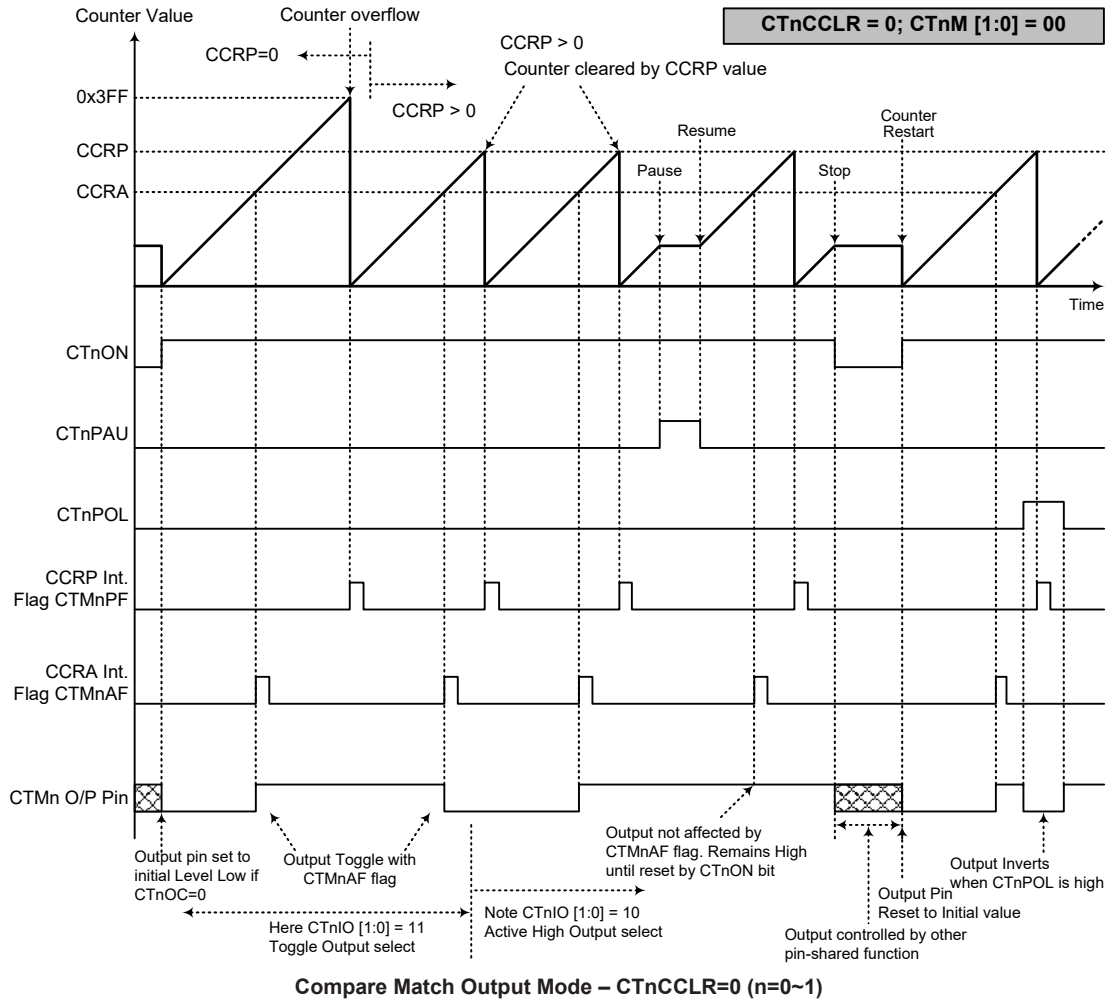 Counter Value
Counter overflow
CTnCCLR = 0; CTnM [1:0] = 00
CCRP=0
CCRP > 0
CCRP > 0
Counter cleared by CCRP value
0x3FF
CCRP
CCRA
Pause
Resume
Stop
Counter
Restart
Time
CTnON
CTnPAU
CTnPOL
CCRP Int.
Flag CTMnPF
CCRA Int.
Flag CTMnAF
CTMn O/P Pin
Output pin set to
initial Level Low if
CTnOC=0
Output Toggle with
CTMnAF flag
Here CTnIO [1:0] = 11
Toggle Output select
Note CTnIO [1:0] = 10
Active High Output select
Output not affected by
CTMnAF flag. Remains High
until reset by CTnON bit
Output controlled by other
pin-shared function
Output Pin
Reset to Initial value
Output Inverts
when CTnPOL is high
Compare Match Output Mode – CTnCCLR=0 (n=0~1)